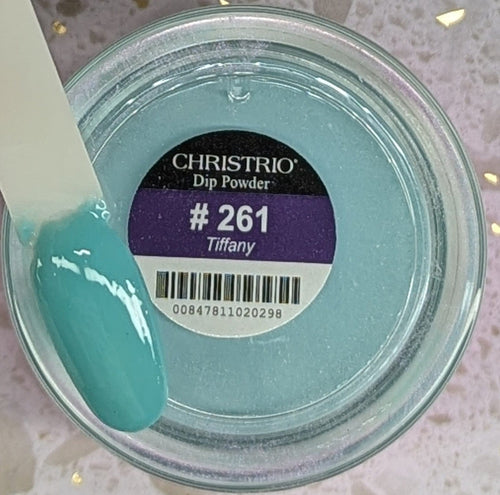 CHRISTRIO®
Dip Powder
# 261
Tiffany
00847811020298